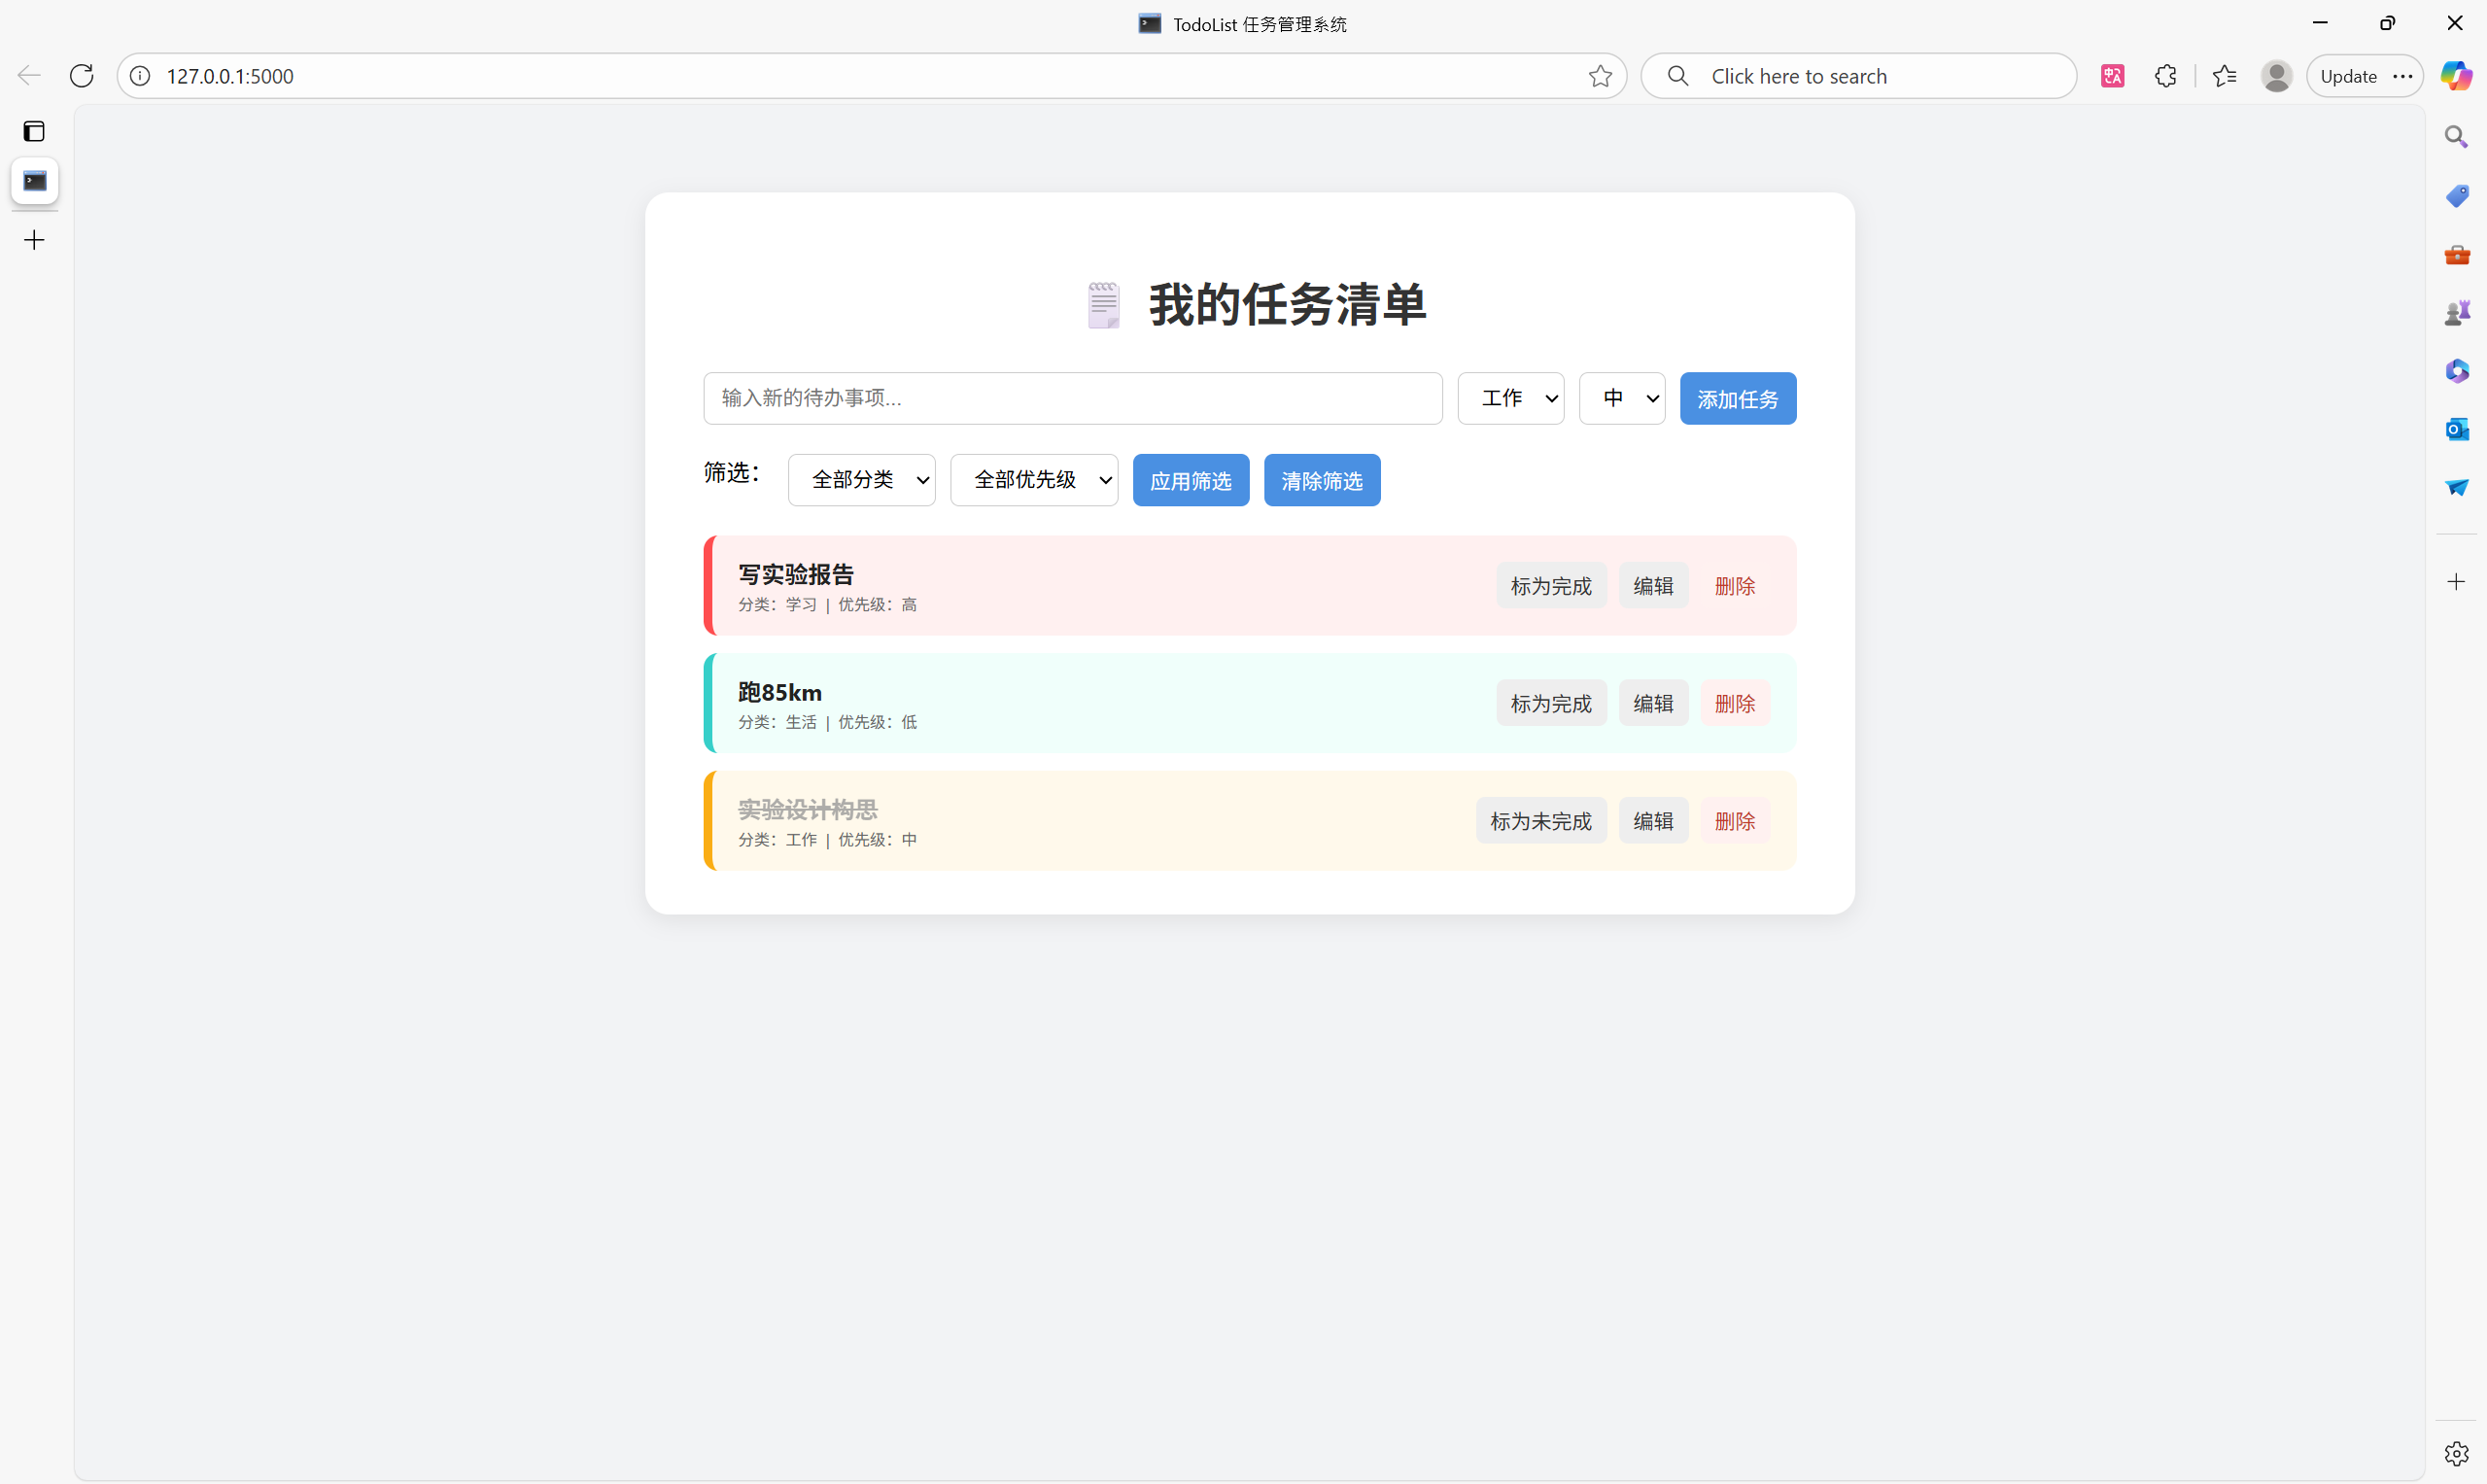 TodoList 任务管理系统
127.0.0.1:5000
Click here to search
Update
我的任务清单
输入新的待办事项... 工作 中 添加任务
筛选： 全部分类 全部优先级 应用筛选 清除筛选
写实验报告
分类：学习 | 优先级：高
标为完成 编辑 删除
跑85km
分类：生活 | 优先级：低
标为完成 编辑 删除
实验设计构思
分类：工作 | 优先级：中
标为未完成 编辑 删除